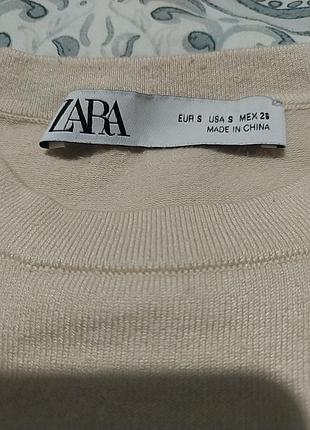 ZARA
EUR S USA S MEX 26
MADE IN CHINA